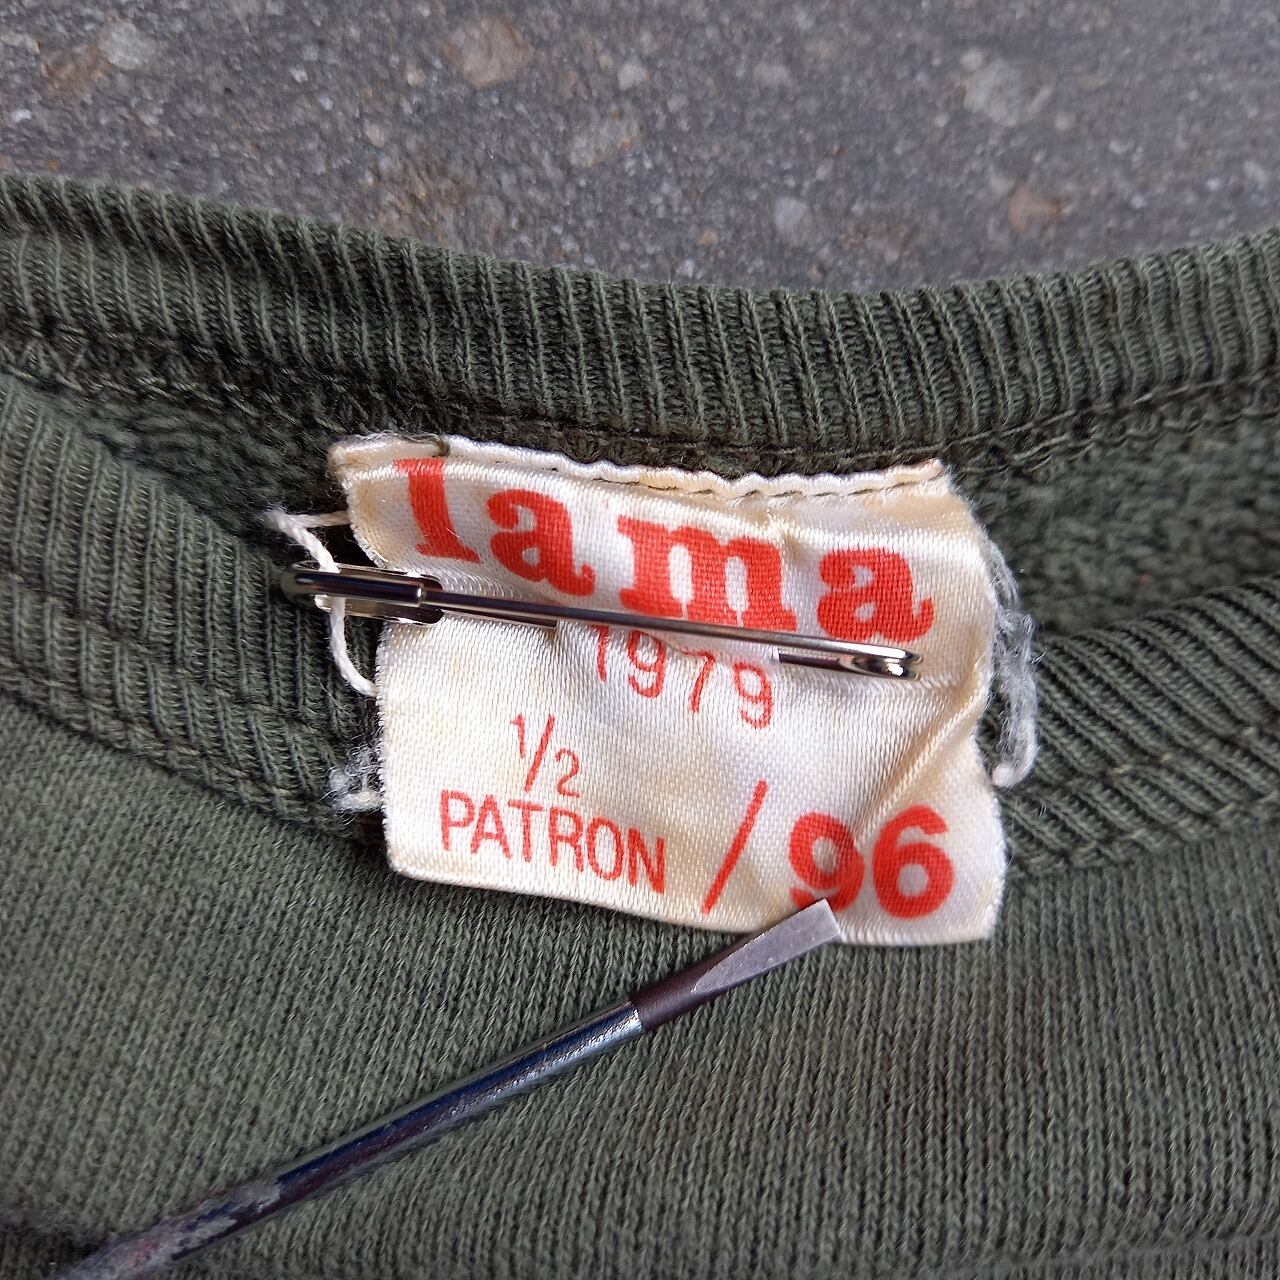 lama
1979
1/2
PATRON / 96